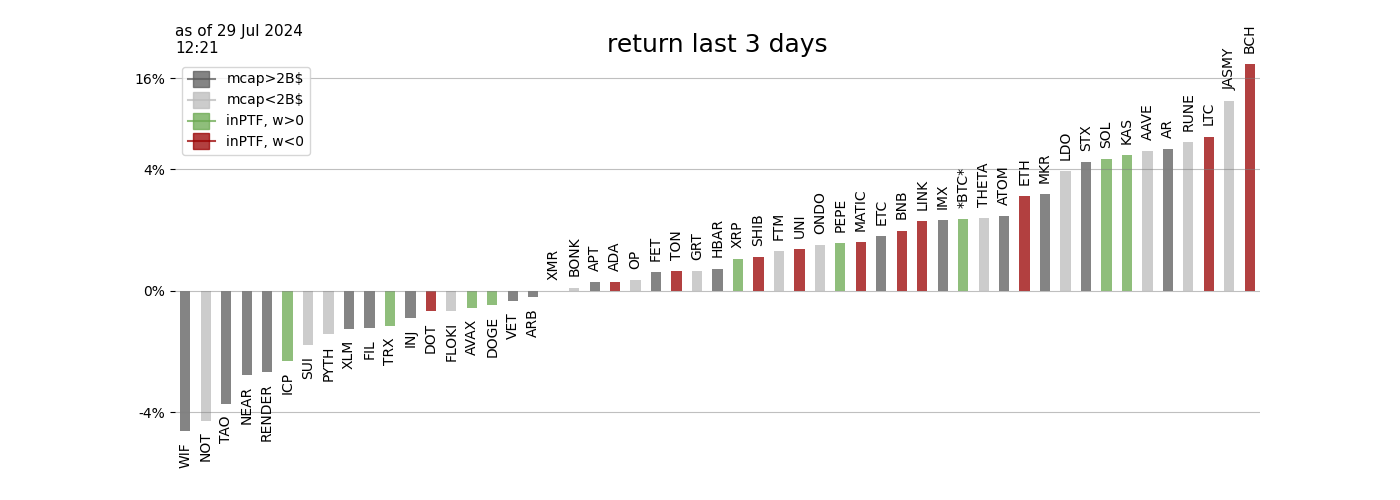 as of 29 Jul 2024
12:21
return last 3 days
mcap>2B$
mcap<2B$
inPTF, w>0
inPTF, w<0
16%
4%
0%
-4%
WIF
NOT
TAO
NEAR
RENDER
ICP
SUI
PYTH
XLM
FIL
TRX
INJ
DOT
FLOKI
AVAX
DOGE
VET
ARB
XMR
BONK
APT
ADA
OP
FET
TON
GRT
HBAR
XRP
SHIB
FTM
UNI
ONDO
PEPE
MATIC
ETC
BNB
LINK
IMX
*BTC*
THETA
ATOM
ETH
MKR
LDO
STX
SOL
KAS
AAVE
AR
RUNE
LTC
JASMY
BCH